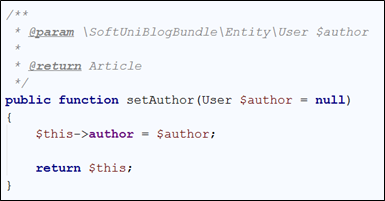 /**
 * @param \SoftUniBlogBundle\Entity\User $author
 *
 * @return Article
 */
public function setAuthor(User $author = null)
{
    $this->author = $author;

    return $this;
}